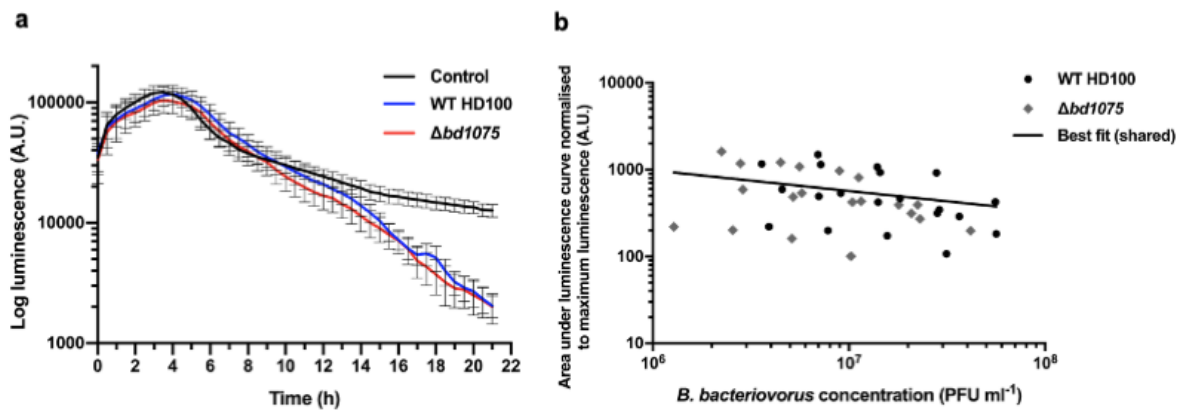 a
Control
WT HD100
Δbd1075
Log luminescence (A.U.)
100000
10000
1000
0 2 4 6 8 10 12 14 16 18 20 22
Time (h)
b
WT HD100
Δbd1075
Best fit (shared)
Area under luminescence curve normalised
to maximum luminescence (A.U.)
10000
1000
100
10
10⁶ 10⁷ 10⁸
B. bacteriovorus concentration (PFU ml⁻¹)